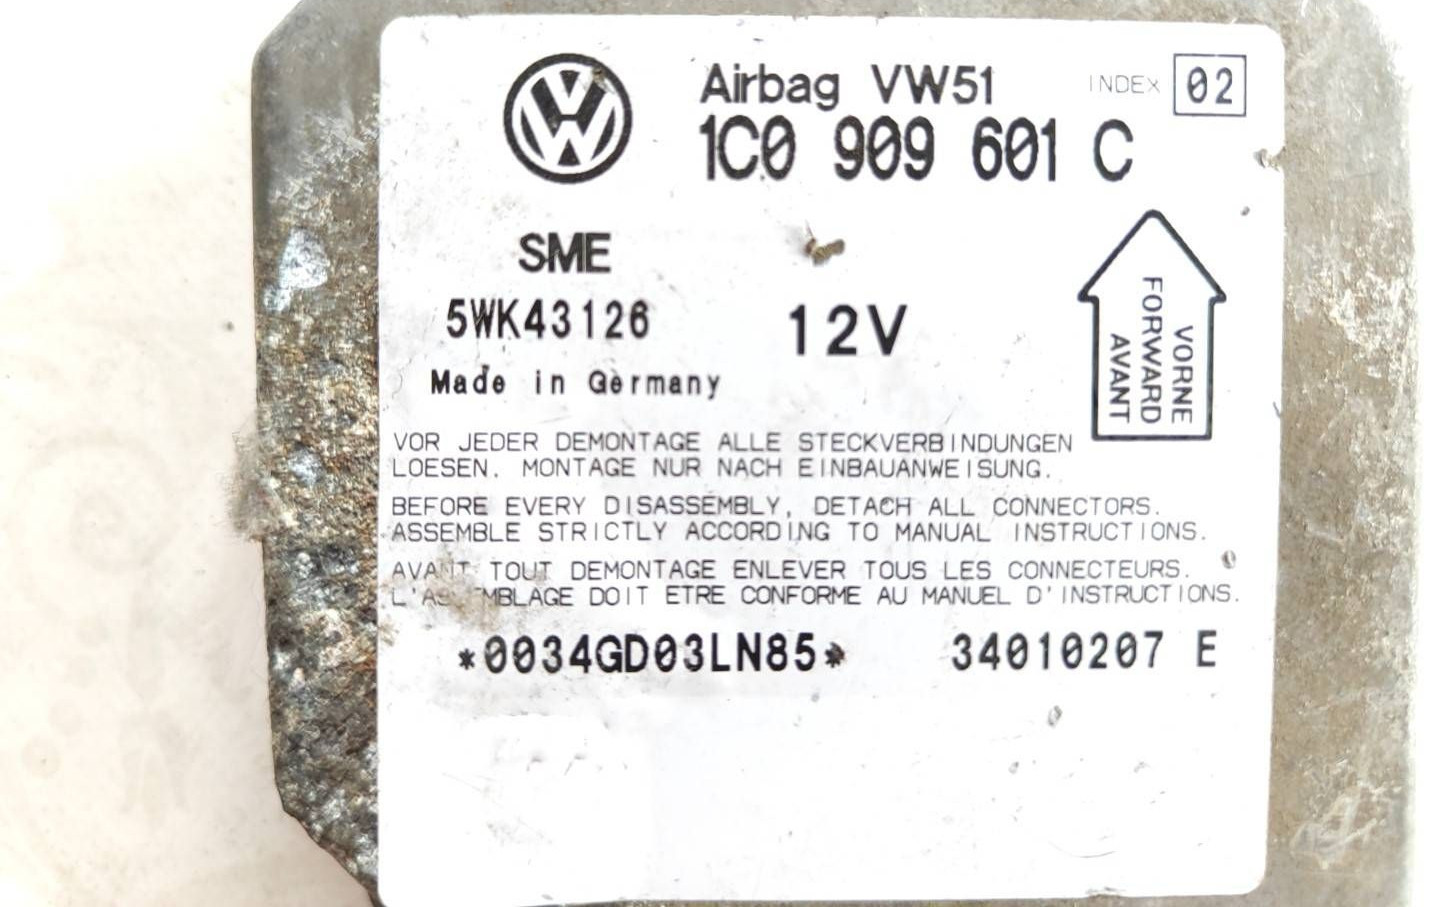 Airbag VW51 INDEX 02
1C0 909 601 C
SME
5WK43126 12V
Made in Germany
VORNE
FORWARD
AVANT
VOR JEDER DEMONTAGE ALLE STECKVERBINDUNGEN
LOESEN. MONTAGE NUR NACH EINBAUANWEISUNG.
BEFORE EVERY DISASSEMBLY, DETACH ALL CONNECTORS.
ASSEMBLE STRICTLY ACCORDING TO MANUAL INSTRUCTIONS.
AVANT TOUT DEMONTAGE ENLEVER TOUS LES CONNECTEURS.
L'ASSEMBLAGE DOIT ETRE CONFORME AU MANUEL D'INSTRUCTIONS.
*0034GD03LN85* 34010207 E